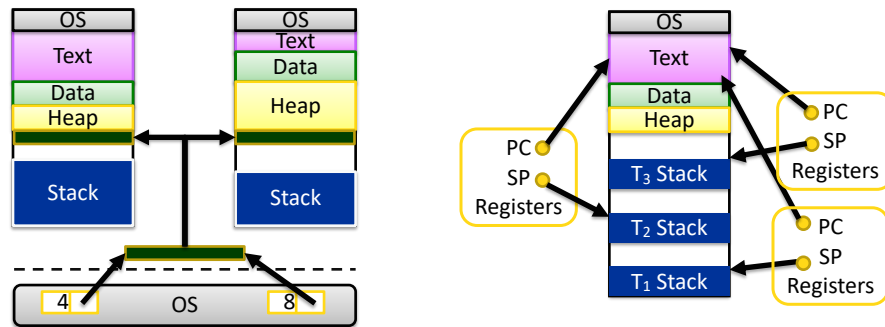 OS
Text
Data
Heap
Stack
OS
Text
Data
Heap
Stack
4
OS
8
OS
Text
Data
Heap
T₃ Stack
T₂ Stack
T₁ Stack
PC
SP
Registers
PC
SP
Registers
PC
SP
Registers